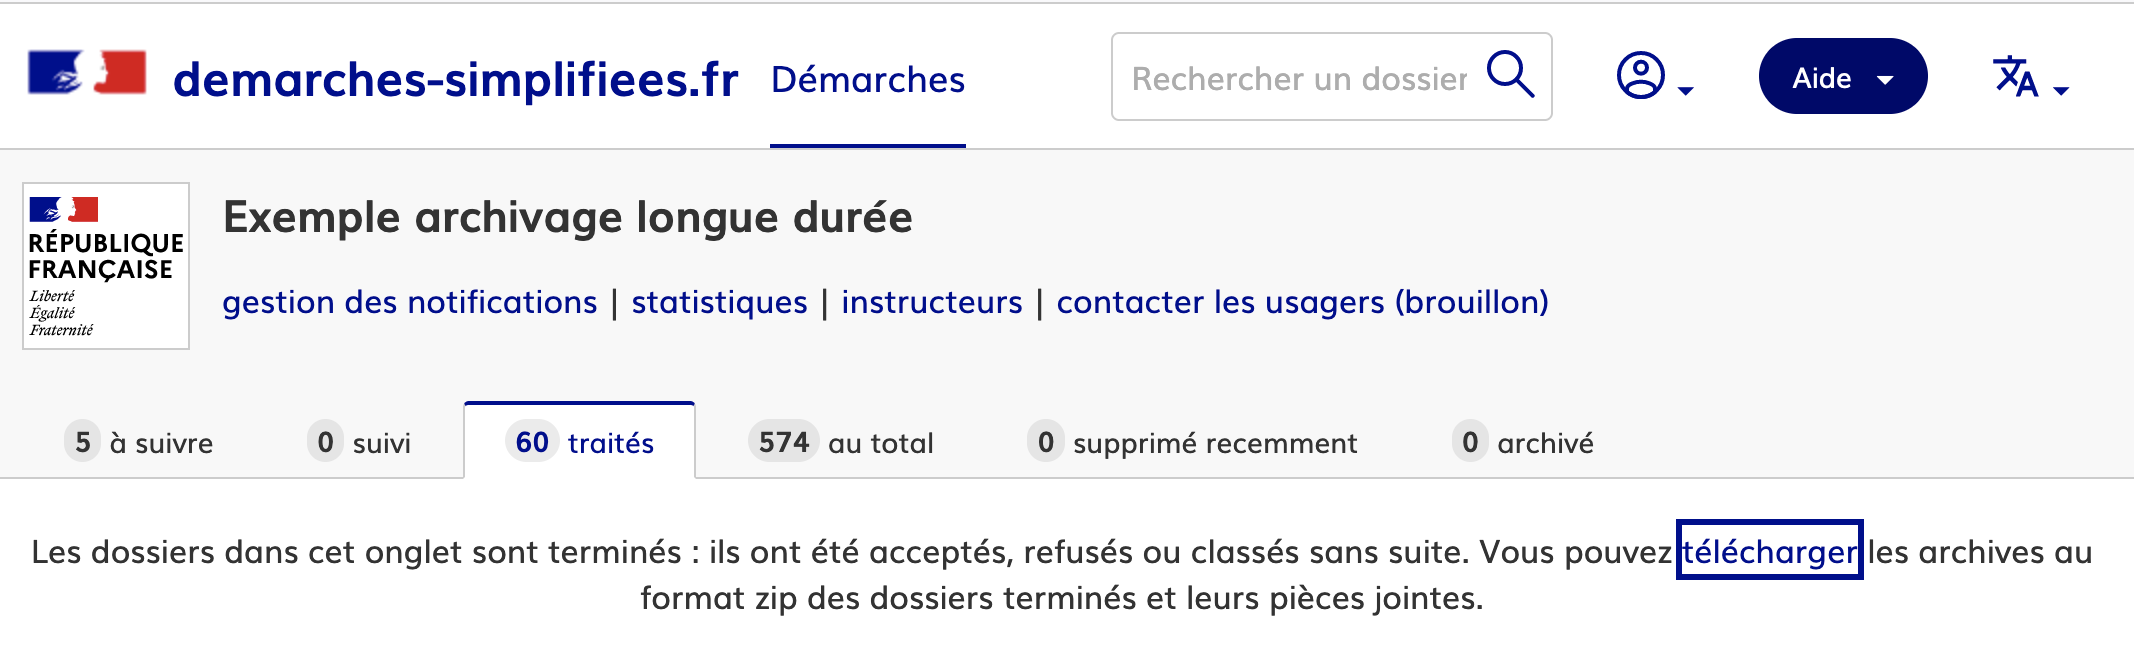 demarches-simplifiees.fr Démarches Rechercher un dossier Aide
RÉPUBLIQUE
FRANÇAISE
Liberté
Égalité
Fraternité
Exemple archivage longue durée
gestion des notifications | statistiques | instructeurs | contacter les usagers (brouillon)
5 à suivre 0 suivi 60 traités 574 au total 0 supprimé recemment 0 archivé
Les dossiers dans cet onglet sont terminés : ils ont été acceptés, refusés ou classés sans suite. Vous pouvez télécharger les archives au
format zip des dossiers terminés et leurs pièces jointes.